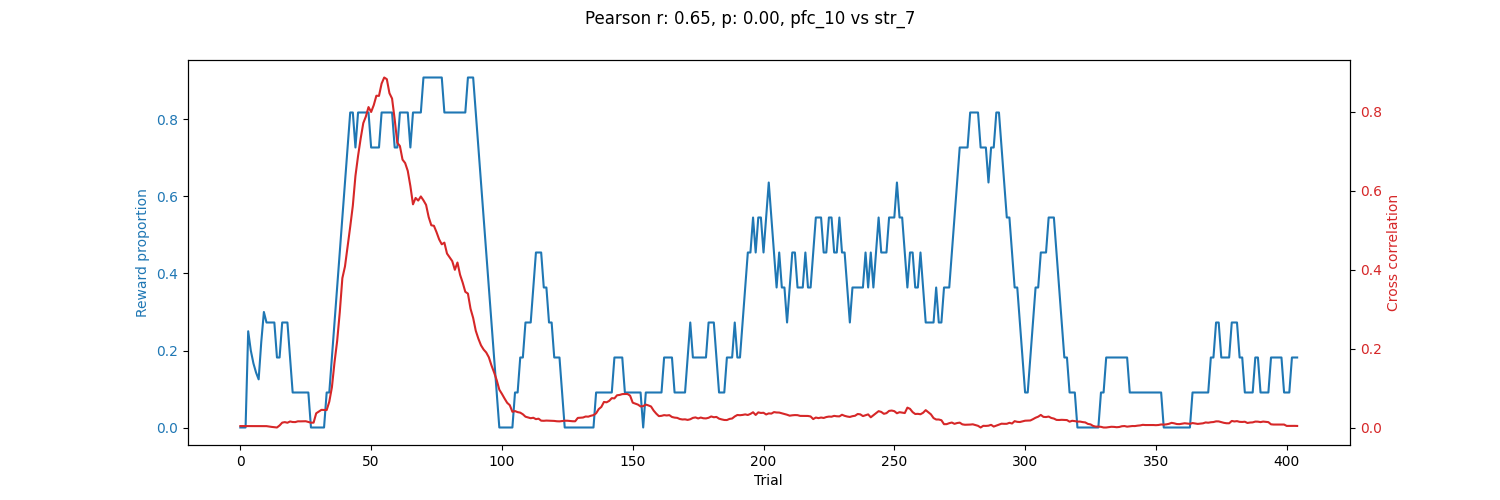 Pearson r: 0.65, p: 0.00, pfc_10 vs str_7
Reward proportion
0.8
0.6
0.4
0.2
0.0
0.8
0.6
0.4
0.2
0.0
Cross correlation
0 50 100 150 200 250 300 350 400
Trial